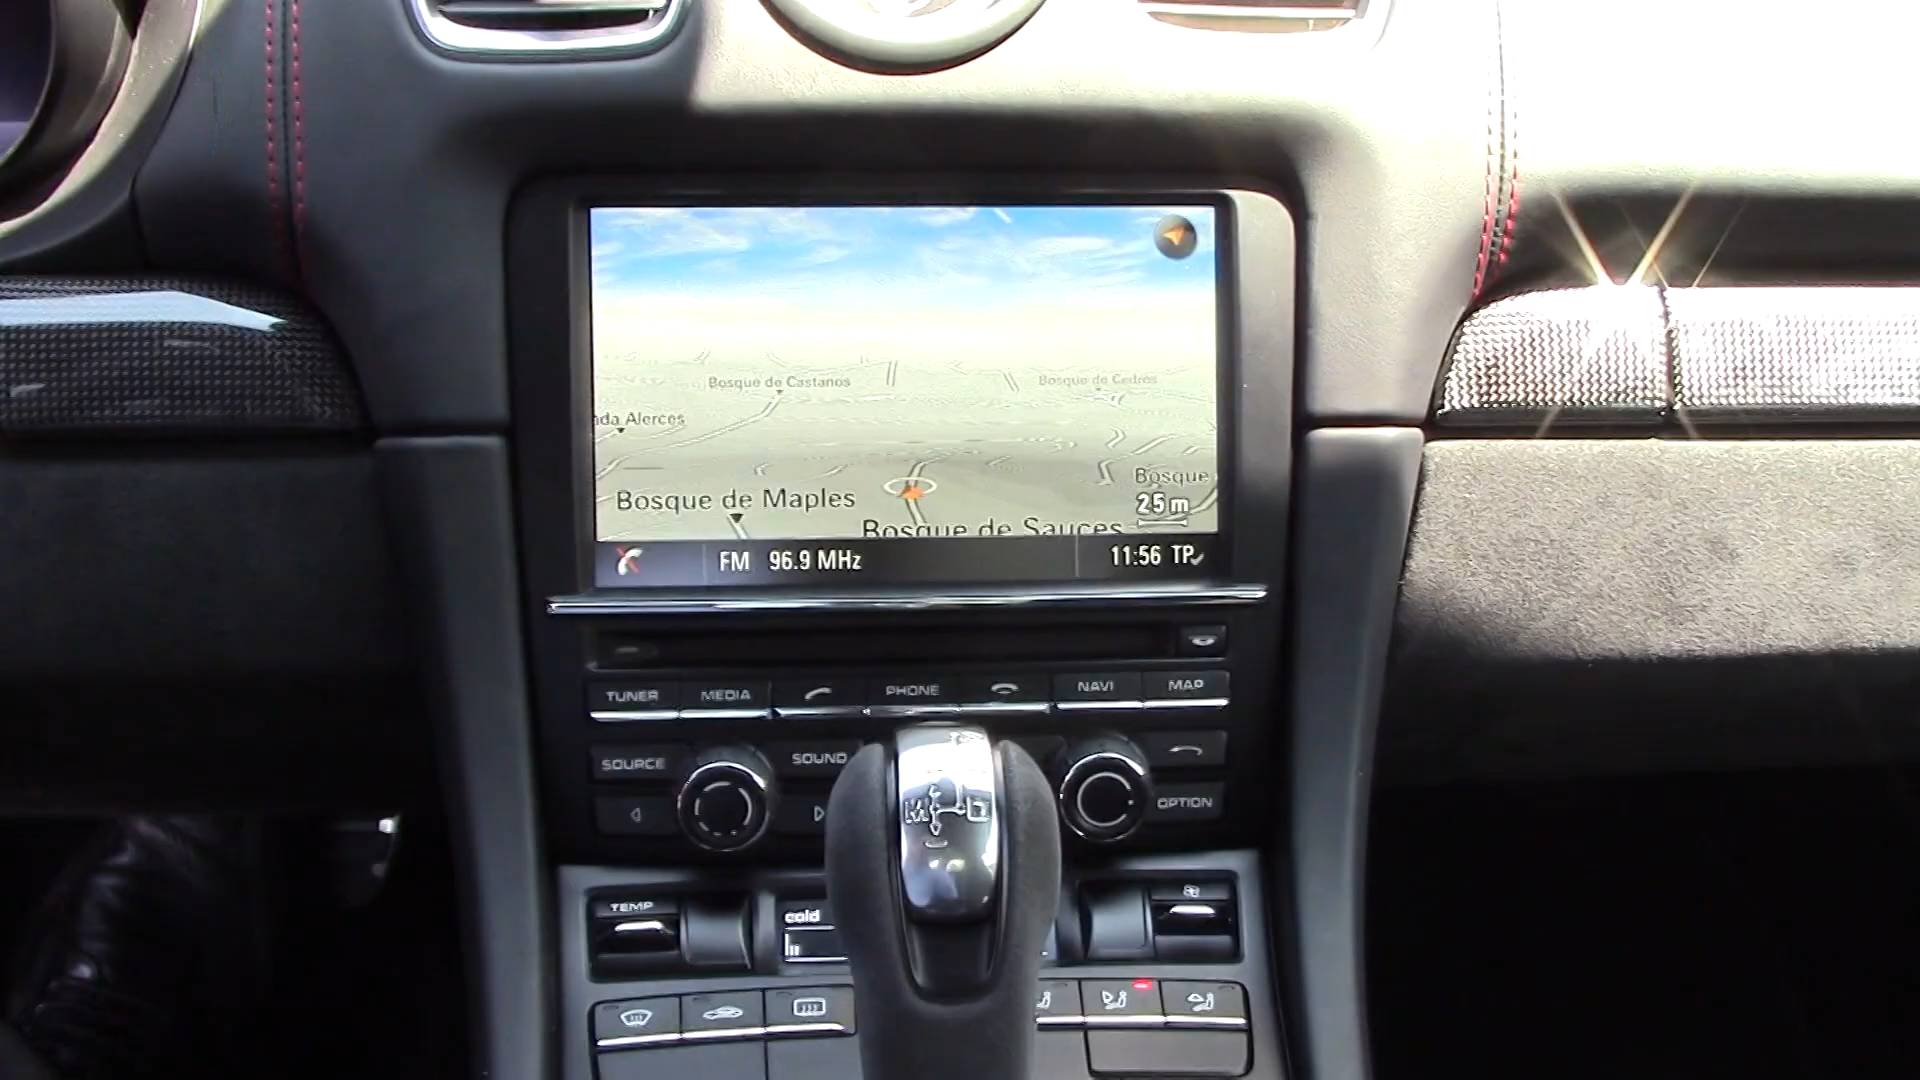 Bosque de Castanos
Bosque de Cedros
nda Alerces
Bosque
Bosque de Maples
25 m
Bosque de Sauces
FM 96.9 MHz
11:56 TP
TUNER
MEDIA
PHONE
NAVI
MAP
SOURCE
SOUND
OPTION
M
D
TEMP
cold